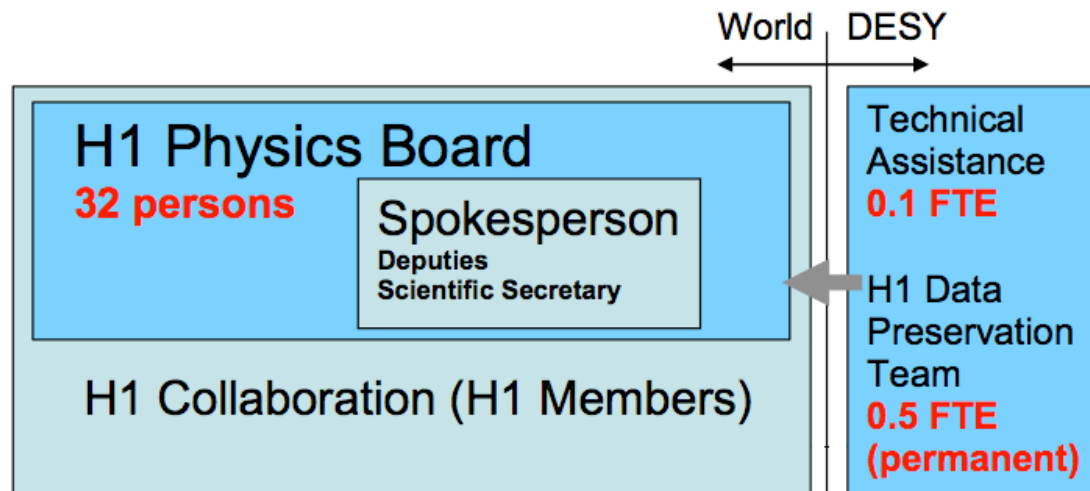 World DESY
H1 Physics Board
32 persons
Spokesperson
Deputies
Scientific Secretary
H1 Collaboration (H1 Members)
Technical
Assistance
0.1 FTE
H1 Data
Preservation
Team
0.5 FTE
(permanent)